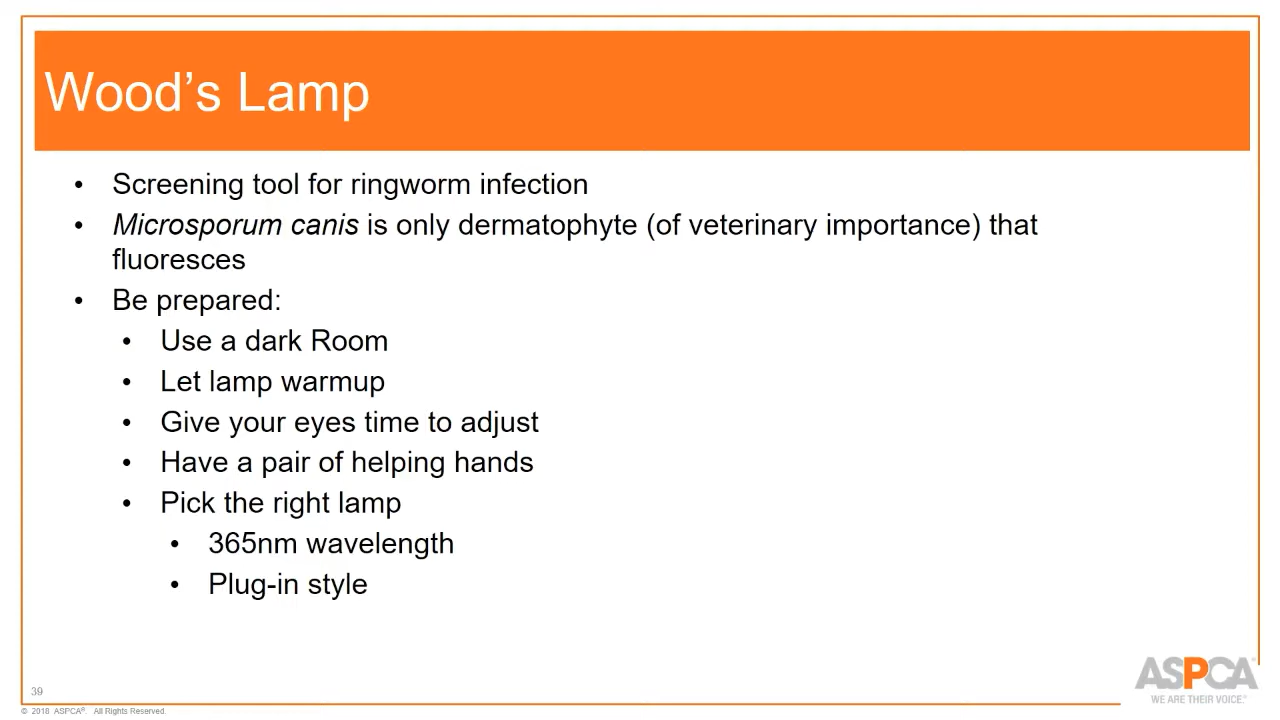 Wood’s Lamp
• Screening tool for ringworm infection
• Microsporum canis is only dermatophyte (of veterinary importance) that
fluoresces
• Be prepared:
• Use a dark Room
• Let lamp warmup
• Give your eyes time to adjust
• Have a pair of helping hands
• Pick the right lamp
• 365nm wavelength
• Plug-in style
ASPCA®
WE ARE THEIR VOICE.®
39
© 2018 ASPCA®. All Rights Reserved.